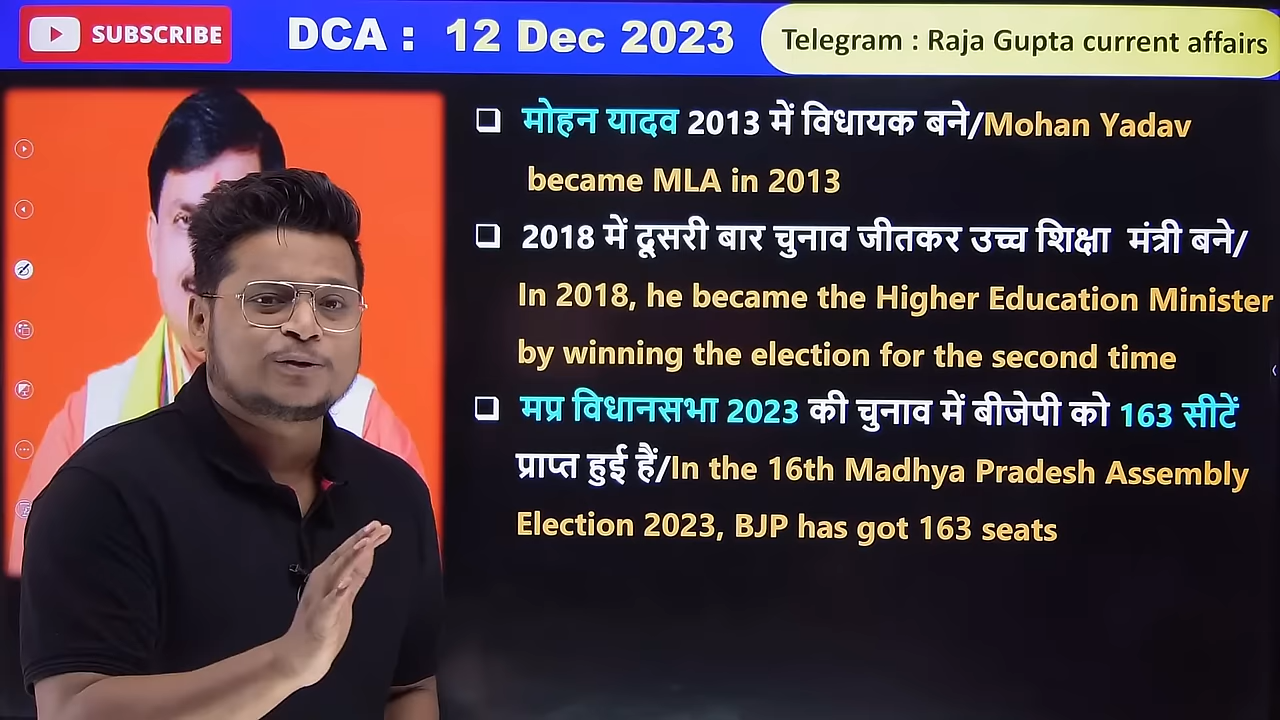 SUBSCRIBE
DCA : 12 Dec 2023
Telegram : Raja Gupta current affairs
मोहन यादव 2013 में विधायक बने/Mohan Yadav
became MLA in 2013
2018 में दूसरी बार चुनाव जीतकर उच्च शिक्षा मंत्री बने/
In 2018, he became the Higher Education Minister
by winning the election for the second time
मप्र विधानसभा 2023 की चुनाव में बीजेपी को 163 सीटें
प्राप्त हुई हैं/In the 16th Madhya Pradesh Assembly
Election 2023, BJP has got 163 seats